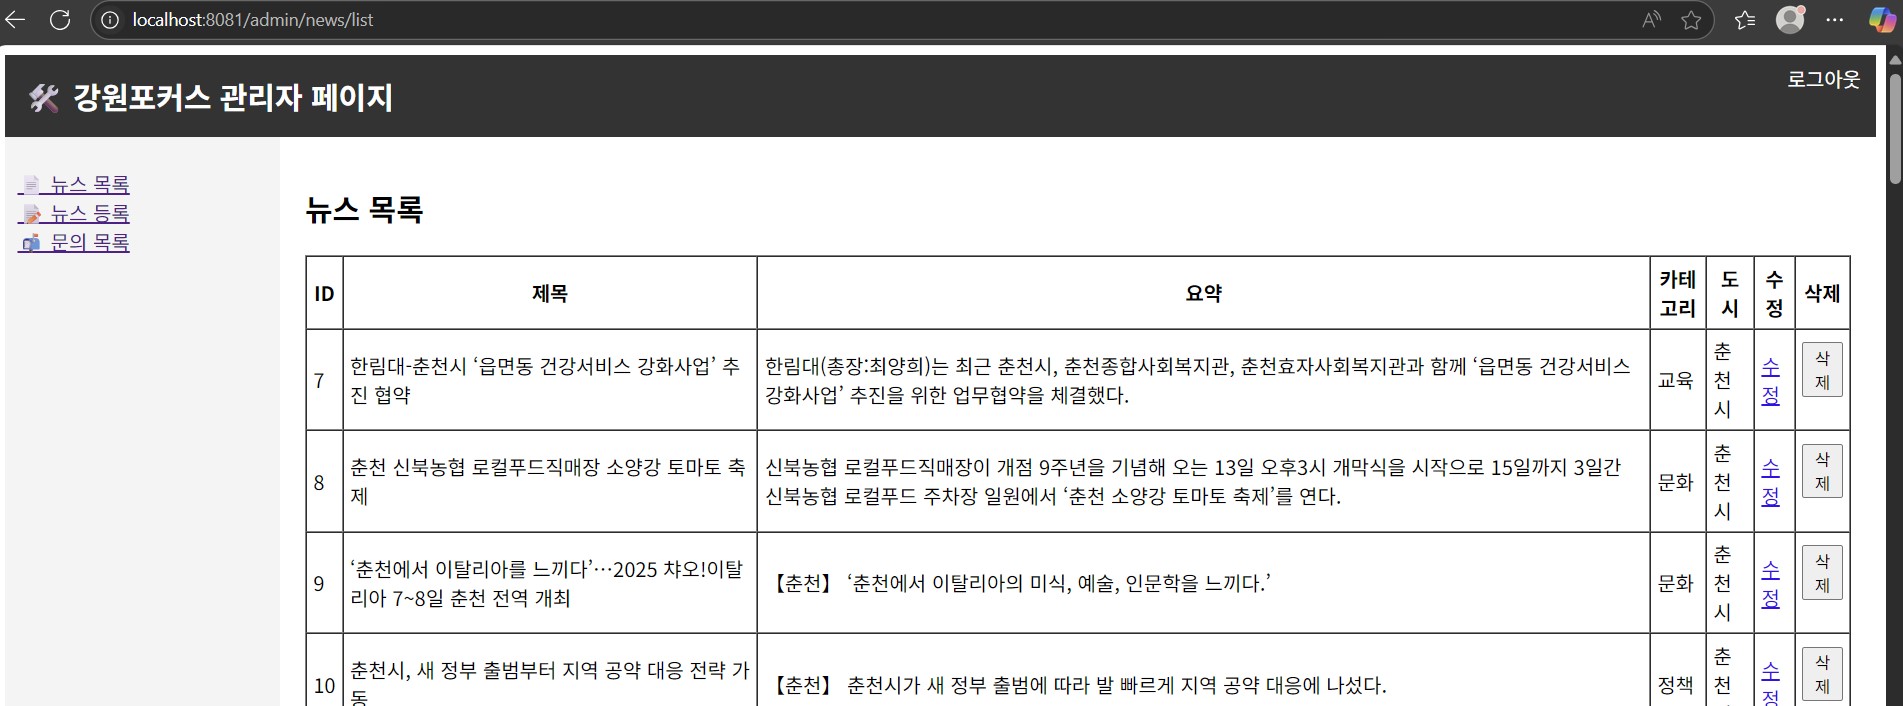 localhost:8081/admin/news/list
🛠 강원포커스 관리자 페이지
로그아웃
📄 뉴스 목록
📝 뉴스 등록
📬 문의 목록
뉴스 목록
ID 제목 요약 카테고리 도시 수정 삭제
7
한림대-춘천시 ‘읍면동 건강서비스 강화사업’ 추
진 협약
한림대(총장:최양희)는 최근 춘천시, 춘천종합사회복지관, 춘천효자사회복지관과 함께 ‘읍면동 건강서비스
강화사업’ 추진을 위한 업무협약을 체결했다.
교육
춘천시
수정
삭제
8
춘천 신북농협 로컬푸드직매장 소양강 토마토 축
제
신북농협 로컬푸드직매장이 개점 9주년을 기념해 오는 13일 오후3시 개막식을 시작으로 15일까지 3일간
신북농협 로컬푸드 주차장 일원에서 ‘춘천 소양강 토마토 축제’를 연다.
문화
춘천시
수정
삭제
9
‘춘천에서 이탈리아를 느끼다’…2025 챠오!이탈
리아 7~8일 춘천 전역 개최
【춘천】 ‘춘천에서 이탈리아의 미식, 예술, 인문학을 느끼다.’
문화
춘천시
수정
삭제
10
춘천시, 새 정부 출범부터 지역 공약 대응 전략 가
동
【춘천】 춘천시가 새 정부 출범에 따라 발 빠르게 지역 공약 대응에 나섰다.
정책
춘천
수정
삭제